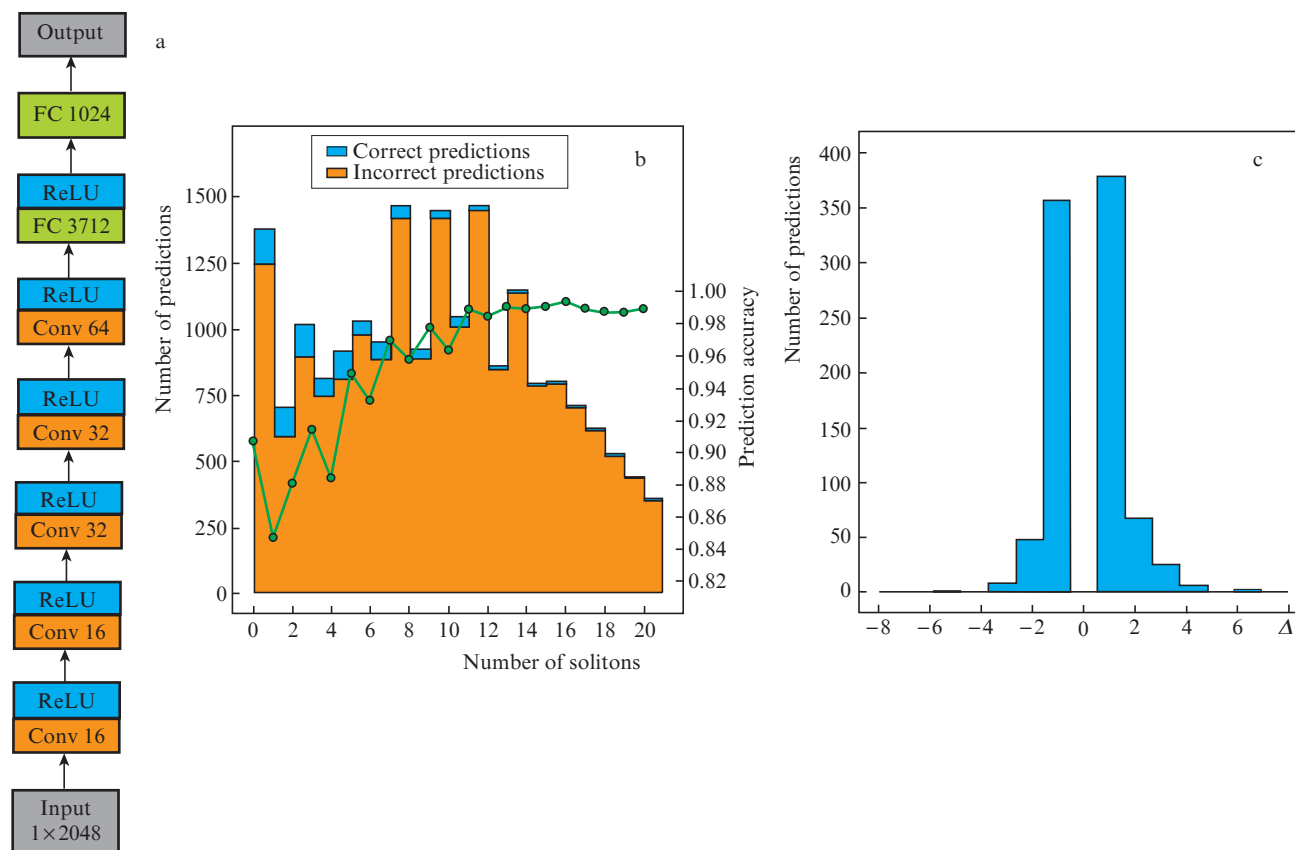 Output
a
FC 1024
ReLU
FC 3712
ReLU
Conv 64
ReLU
Conv 32
ReLU
Conv 32
ReLU
Conv 16
ReLU
Conv 16
Input
1×2048
b
Correct predictions
Incorrect predictions
Number of predictions
1500
1250
1000
750
500
250
0
Prediction accuracy
1.00
0.98
0.96
0.94
0.92
0.90
0.88
0.86
0.84
0.82
0 2 4 6 8 10 12 14 16 18 20
Number of solitons
c
Number of predictions
400
350
300
250
200
150
100
50
0
−8 −6 −4 −2 0 2 4 6 Δ